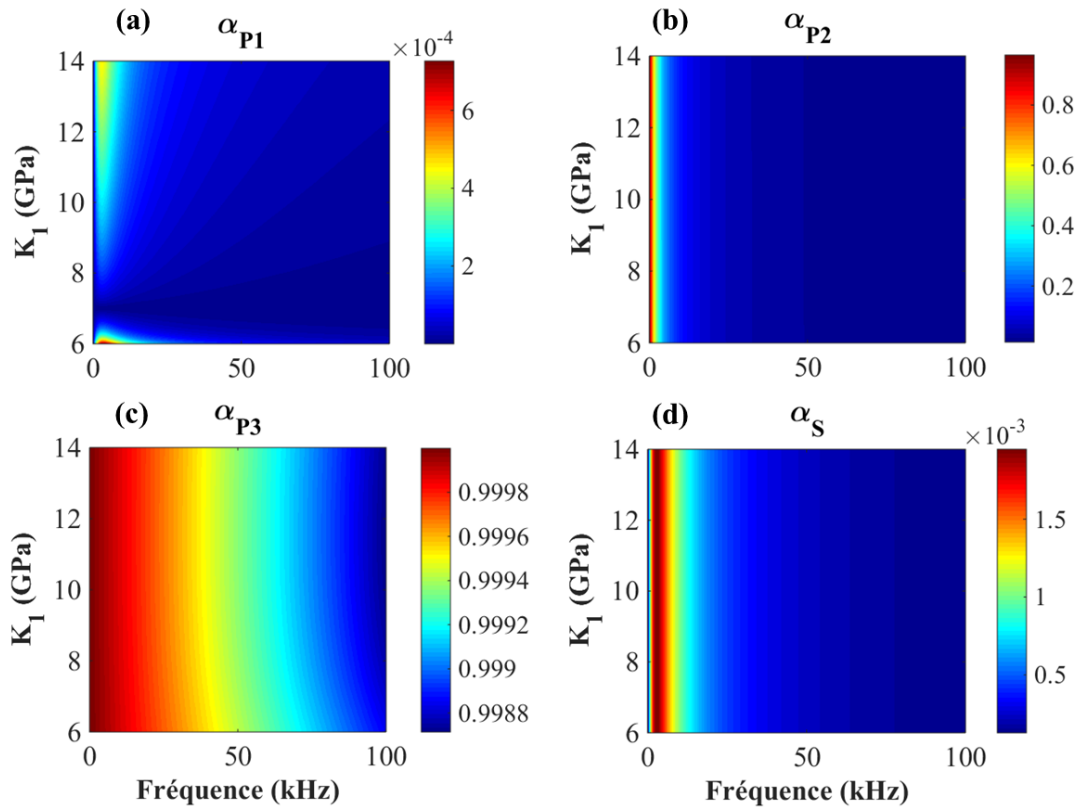 (a) α_P1
×10^-4
14
12
10
8
6
K_1 (GPa)
0 50 100
6
4
2
(b) α_P2
14
12
10
8
6
K_1 (GPa)
0 50 100
0.8
0.6
0.4
0.2
(c) α_P3
14
12
10
8
6
K_1 (GPa)
0 50 100
Fréquence (kHz)
0.9998
0.9996
0.9994
0.9992
0.999
0.9988
(d) α_S
×10^-3
14
12
10
8
6
K_1 (GPa)
0 50 100
Fréquence (kHz)
1.5
1
0.5